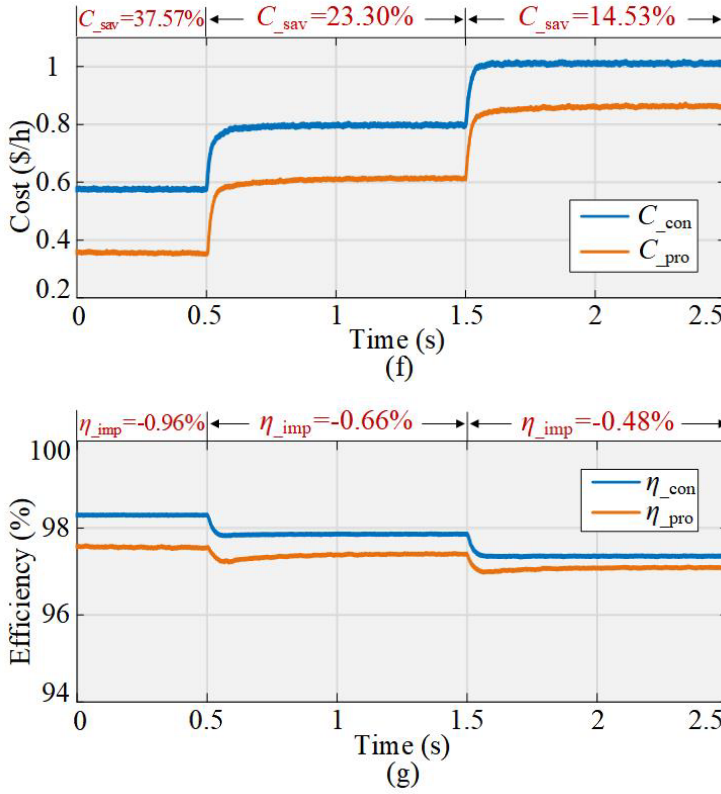 C_sav=37.57% C_sav=23.30% C_sav=14.53%
1
0.8
0.6
0.4
0.2
Cost ($/h)
C_con
C_pro
0 0.5 1 1.5 2 2.5
Time (s)
(f)
η_imp=-0.96% η_imp=-0.66% η_imp=-0.48%
100
98
96
94
Efficiency (%)
η_con
η_pro
0 0.5 1 1.5 2 2.5
Time (s)
(g)